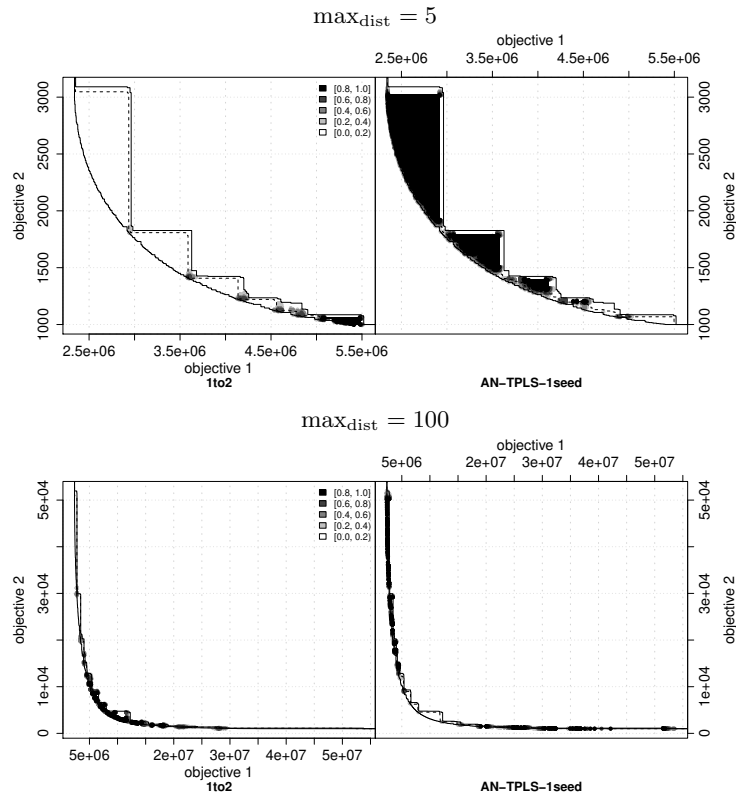 max_dist = 5
objective 1
2.5e+06 3.5e+06 4.5e+06 5.5e+06
3000
2500
2000
1500
1000
objective 2
[0.8, 1.0]
[0.6, 0.8)
[0.4, 0.6)
[0.2, 0.4)
[0.0, 0.2)
3000
2500
2000
1500
1000
objective 2
2.5e+06 3.5e+06 4.5e+06 5.5e+06
objective 1
1to2
AN−TPLS−1seed
max_dist = 100
objective 1
5e+06 2e+07 3e+07 4e+07 5e+07
5e+04
3e+04
1e+04
0
objective 2
[0.8, 1.0]
[0.6, 0.8)
[0.4, 0.6)
[0.2, 0.4)
[0.0, 0.2)
5e+04
3e+04
1e+04
0
objective 2
5e+06 2e+07 3e+07 4e+07 5e+07
objective 1
1to2
AN−TPLS−1seed